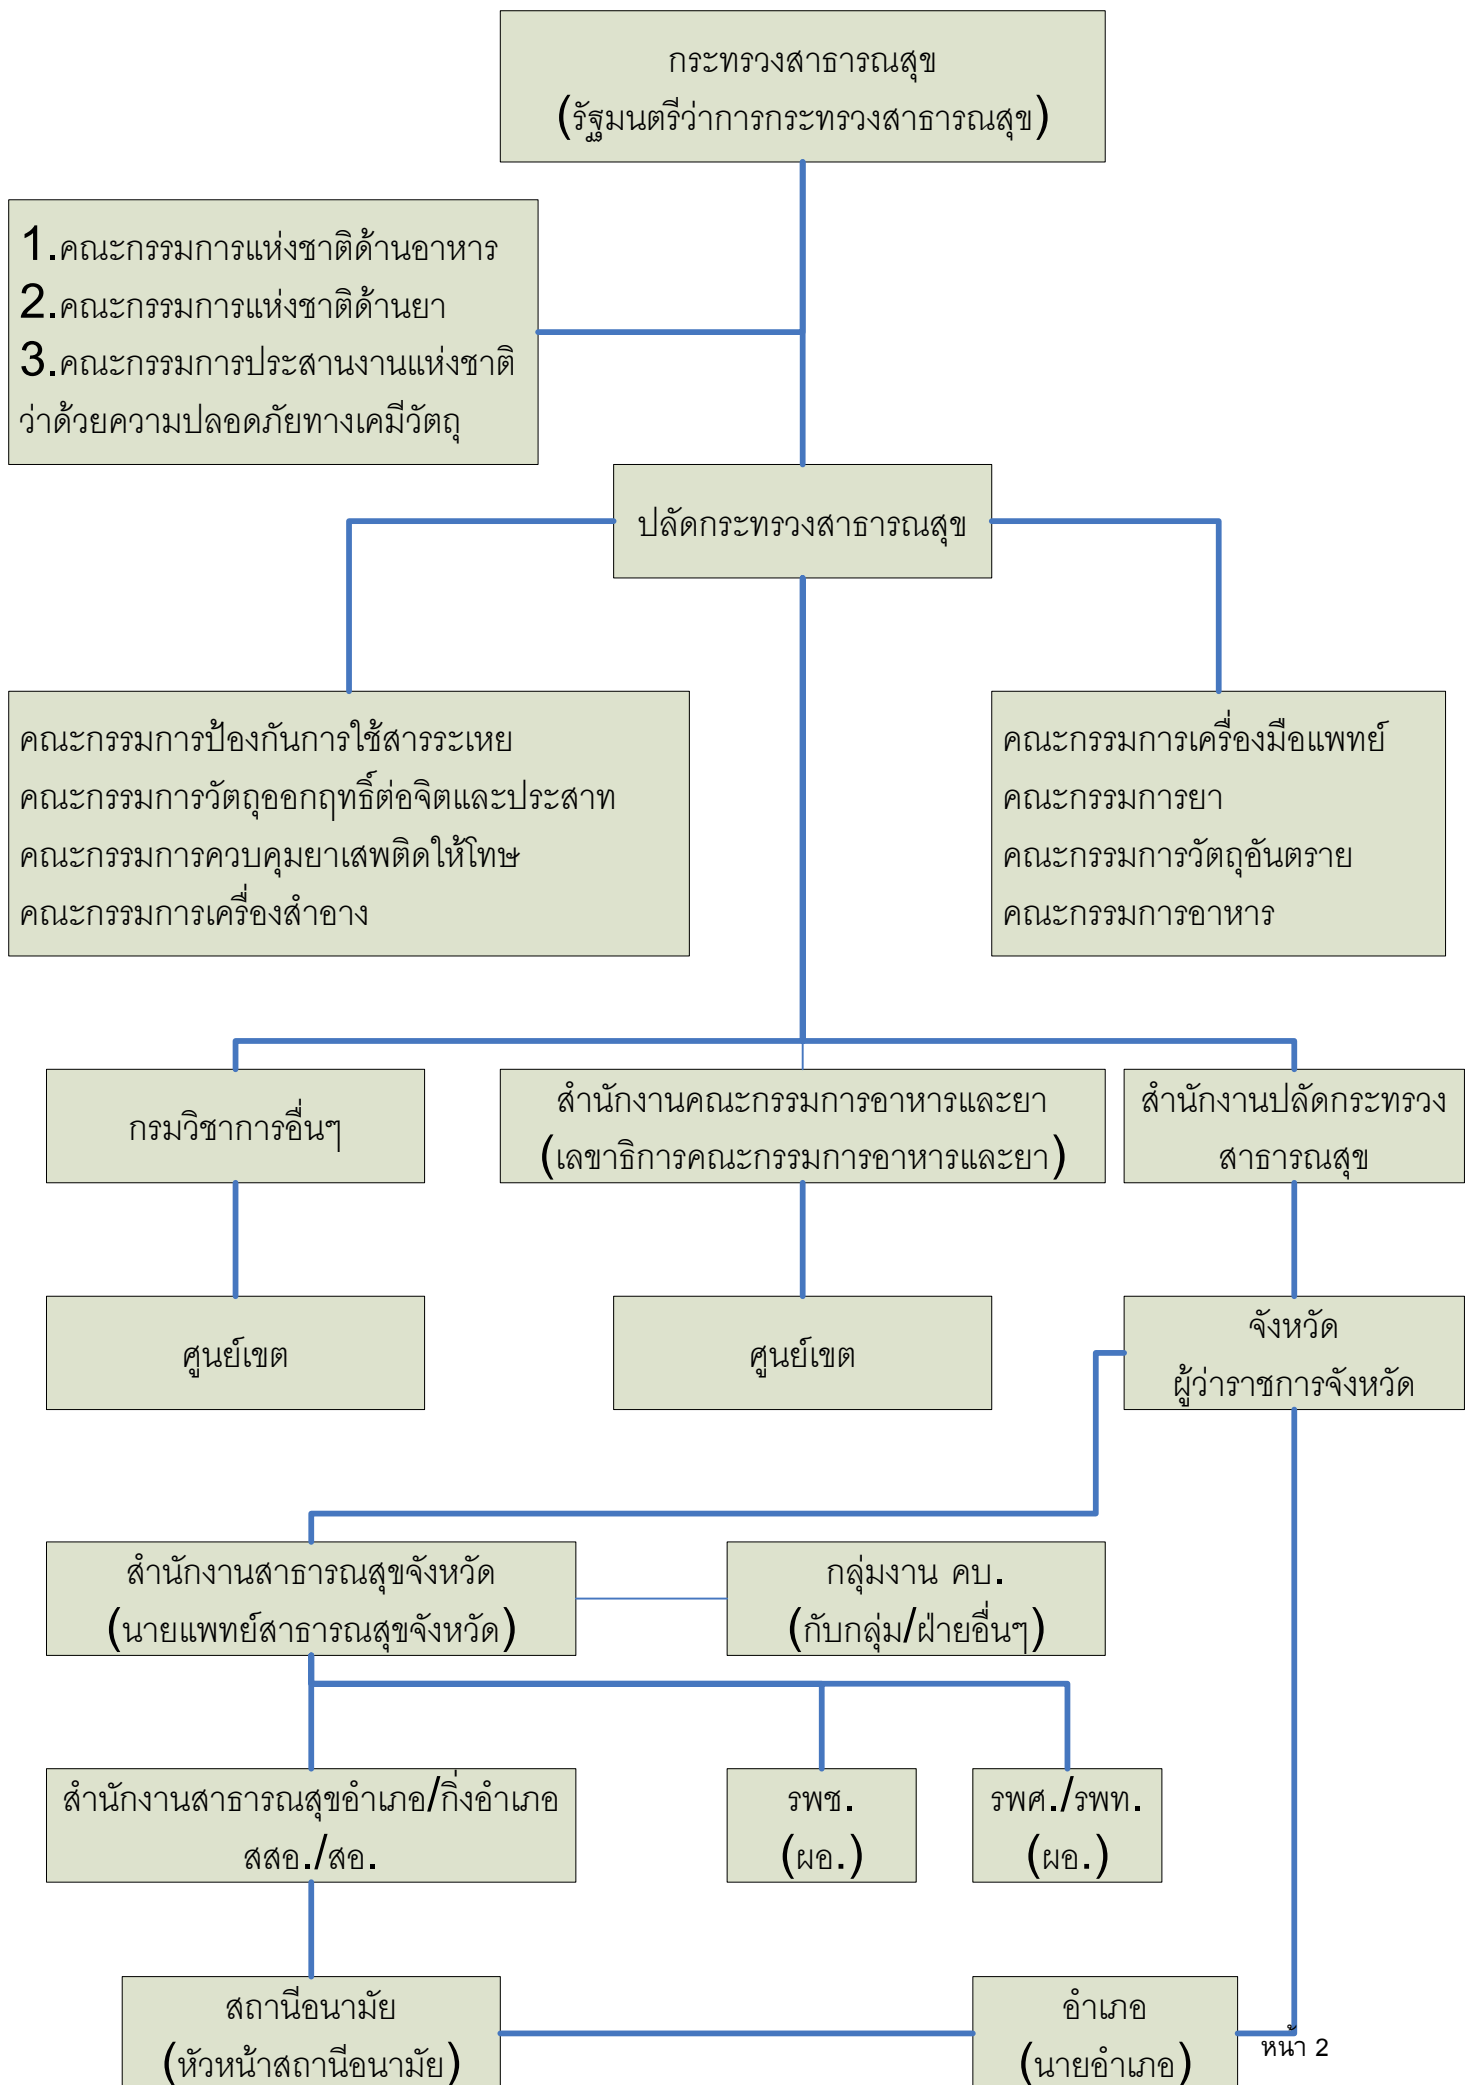 กระทรวงสาธารณสุข
(รัฐมนตรีว่าการกระทรวงสาธารณสุข)
1.คณะกรรมการแห่งชาติด้านอาหาร
2.คณะกรรมการแห่งชาติด้านยา
3.คณะกรรมการประสานงานแห่งชาติ
ว่าด้วยความปลอดภัยทางเคมีวัตถุ
ปลัดกระทรวงสาธารณสุข
คณะกรรมการป้องกันการใช้สารระเหย
คณะกรรมการวัตถุออกฤทธิ์ต่อจิตและประสาท
คณะกรรมการควบคุมยาเสพติดให้โทษ
คณะกรรมการเครื่องสำอาง
คณะกรรมการเครื่องมือแพทย์
คณะกรรมการยา
คณะกรรมการวัตถุอันตราย
คณะกรรมการอาหาร
กรมวิชาการอื่นๆ
สำนักงานคณะกรรมการอาหารและยา
(เลขาธิการคณะกรรมการอาหารและยา)
สำนักงานปลัดกระทรวง
สาธารณสุข
ศูนย์เขต
ศูนย์เขต
จังหวัด
ผู้ว่าราชการจังหวัด
สำนักงานสาธารณสุขจังหวัด
(นายแพทย์สาธารณสุขจังหวัด)
กลุ่มงาน คบ.
(กับกลุ่ม/ฝ่ายอื่นๆ)
สำนักงานสาธารณสุขอำเภอ/กิ่งอำเภอ
สสอ./สอ.
รพช.
(ผอ.)
รพศ./รพท.
(ผอ.)
สถานีอนามัย
(หัวหน้าสถานีอนามัย)
อำเภอ
(นายอำเภอ)
หน้า 2